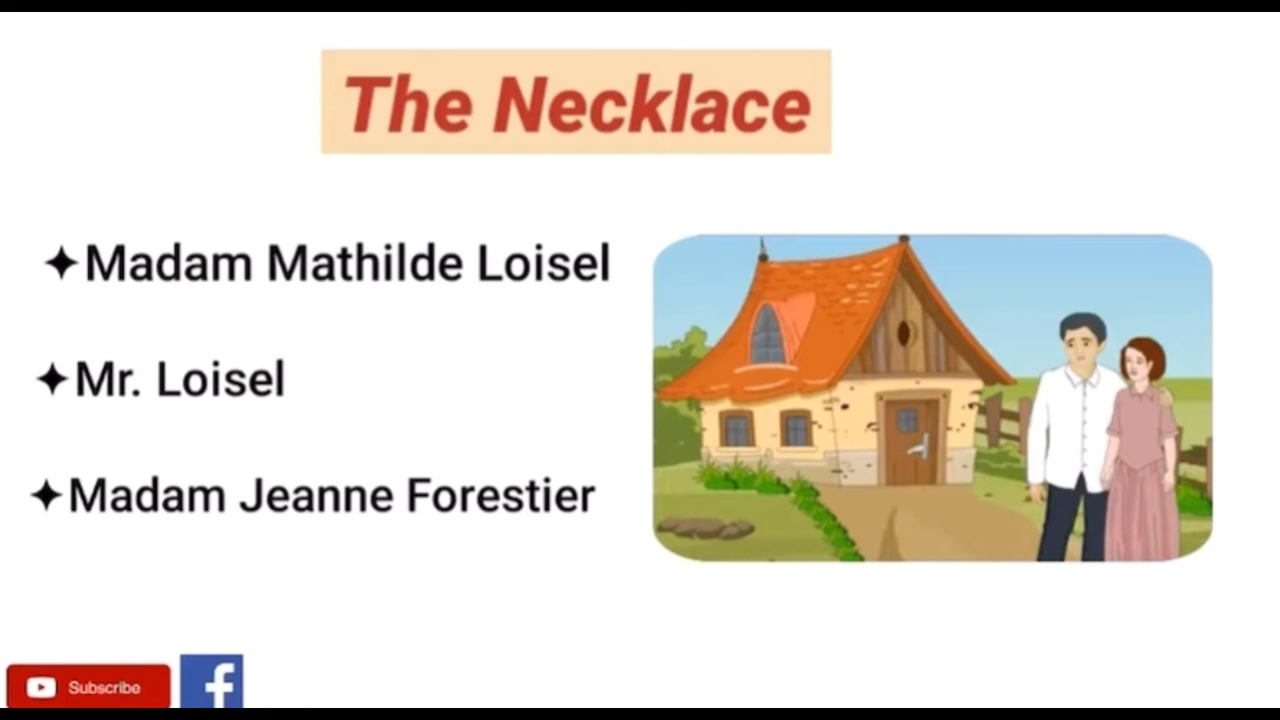 The Necklace
✦Madam Mathilde Loisel
✦Mr. Loisel
✦Madam Jeanne Forestier
Subscribe